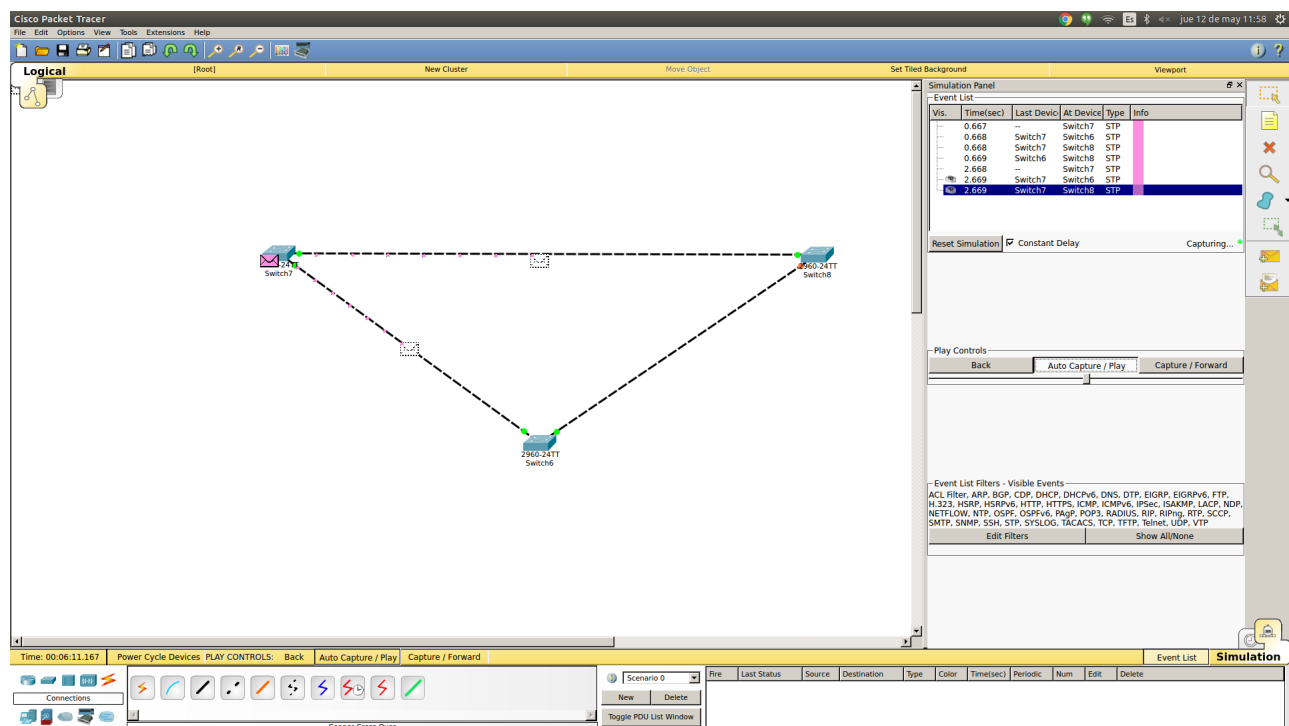 Cisco Packet Tracer
Es
jue 12 de may 11:58
File Edit Options View Tools Extensions Help
Logical
[Root]
New Cluster
Move Object
Set Tiled Background
Viewport
Simulation Panel
Event List
Vis. Time(sec) Last Devic At Device Type Info
0.667 -- Switch7 STP
0.668 Switch7 Switch6 STP
0.668 Switch7 Switch8 STP
0.669 Switch6 Switch8 STP
2.668 -- Switch7 STP
2.669 Switch7 Switch6 STP
2.669 Switch7 Switch8 STP
Reset Simulation Constant Delay Capturing... *
Switch7
2960-24TT
Switch8
2960-24TT
Switch6
Play Controls
Back Auto Capture / Play Capture / Forward
Event List Filters - Visible Events
ACL Filter, ARP, BGP, CDP, DHCP, DHCPv6, DNS, DTP, EIGRP, EIGRPv6, FTP,
H.323, HSRP, HSRPv6, HTTP, HTTPS, ICMP, ICMPv6, IPSec, ISAKMP, LACP, NDP,
NETFLOW, NTP, OSPF, OSPFv6, PAgP, POP3, RADIUS, RIP, RIPng, RTP, SCCP,
SMTP, SNMP, SSH, STP, SYSLOG, TACACS, TCP, TFTP, Telnet, UDP, VTP
Edit Filters Show All/None
Time: 00:06:11.167 Power Cycle Devices PLAY CONTROLS: Back Auto Capture / Play Capture / Forward
Event List Simulation
Connections
Scenario 0
New Delete
Toggle PDU List Window
Fire Last Status Source Destination Type Color Time(sec) Periodic Num Edit Delete